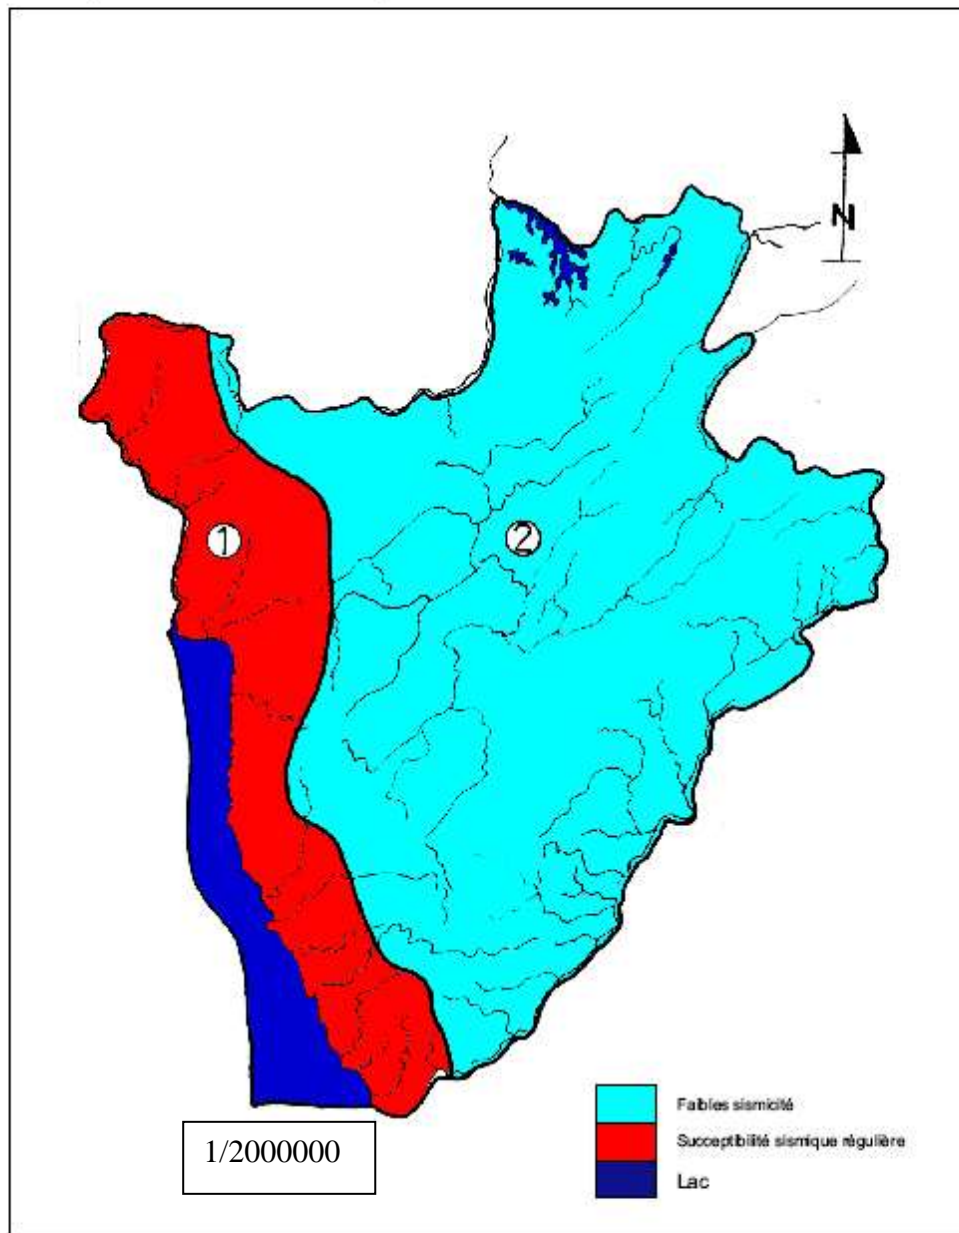 N
1
2
Faibles sismicité
Succeptibilité sismique régulière
Lac
1/2000000